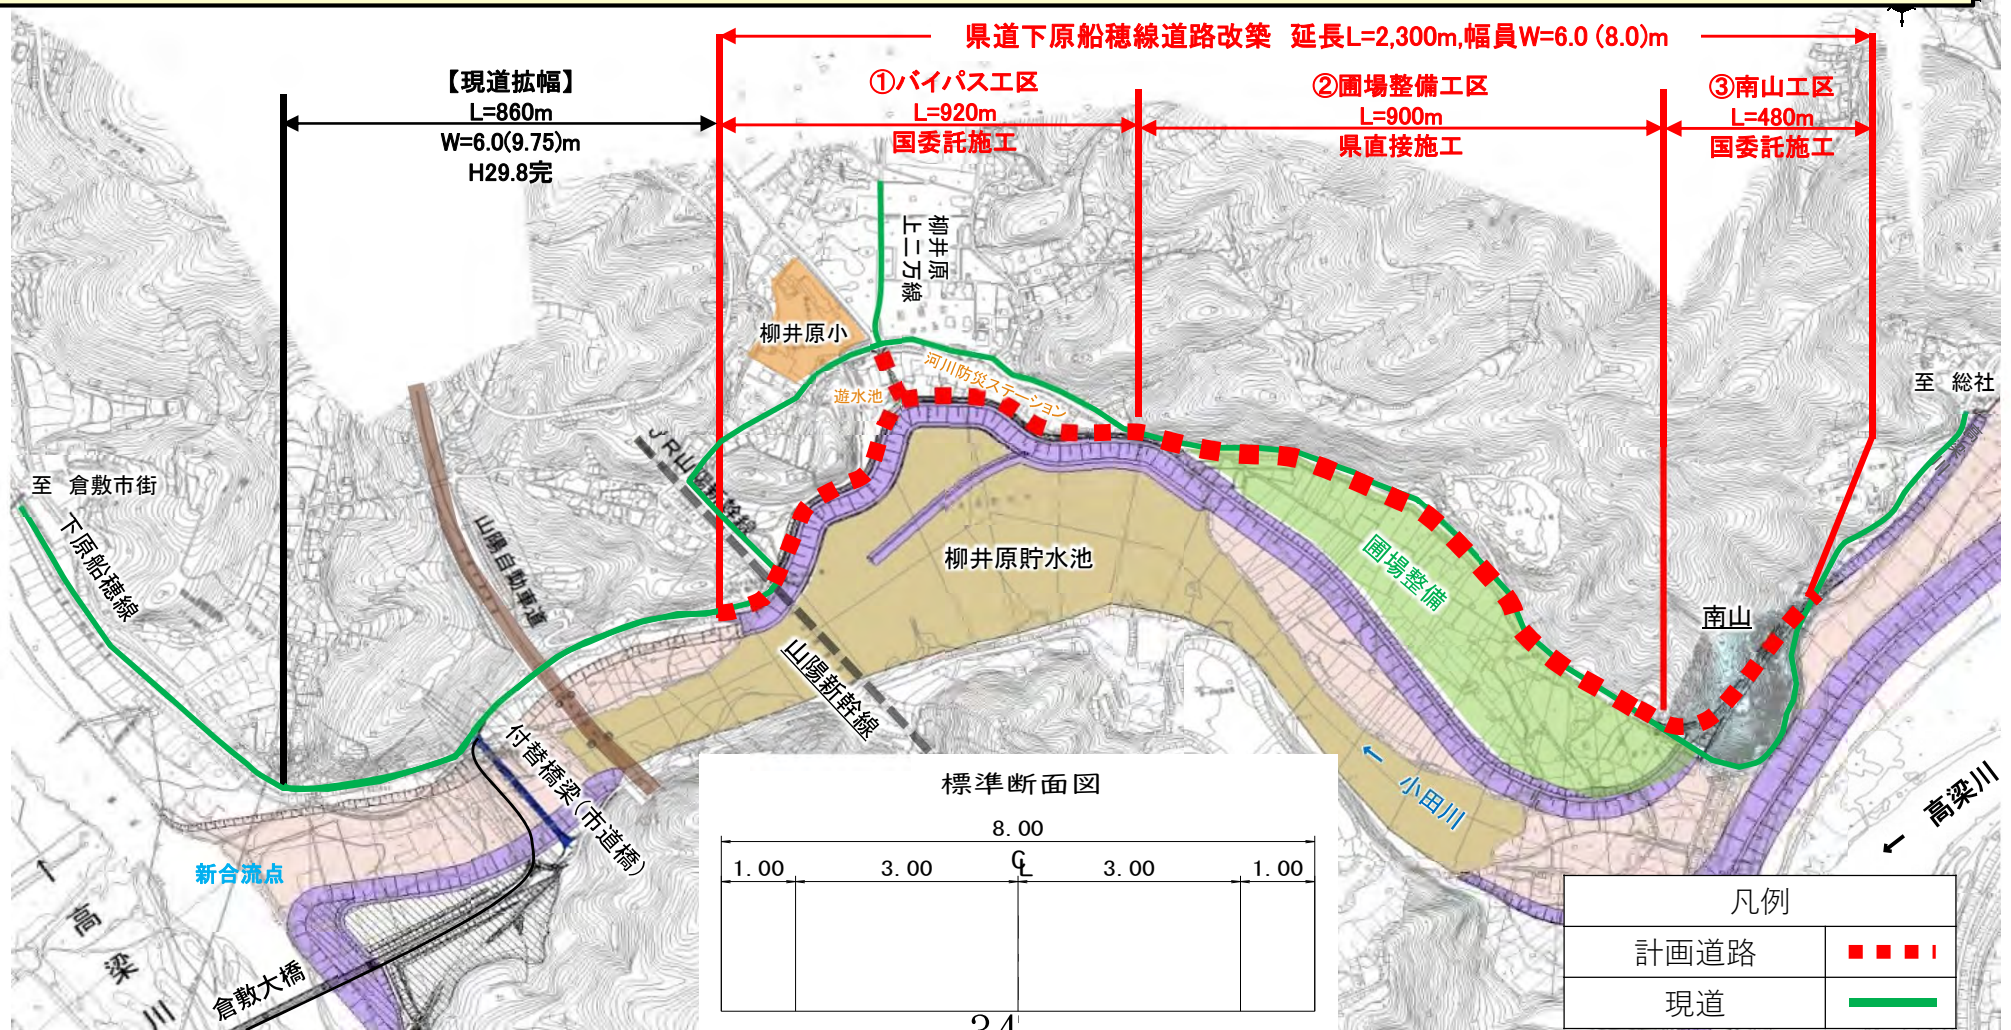 県道下原船穂線道路改築 延長L=2,300m,幅員W=6.0 (8.0)m
【現道拡幅】
L=860m
W=6.0(9.75)m
H29.8完
①バイパス工区
L=920m
国委託施工
②圃場整備工区
L=900m
県直接施工
③南山工区
L=480m
国委託施工
柳井原
上二万線
柳井原小
河川防災ステーション
遊水池
至 総社
至 倉敷市街
下原船穂線
山陽自動車道
JR山陽新幹線
柳井原貯水池
圃場整備
南山
山陽新幹線
付替橋梁(市道橋)
小田川
高梁川
新合流点
高梁川
倉敷大橋
標準断面図
8.00
1.00 3.00 CL 3.00 1.00
凡例
計画道路
現道